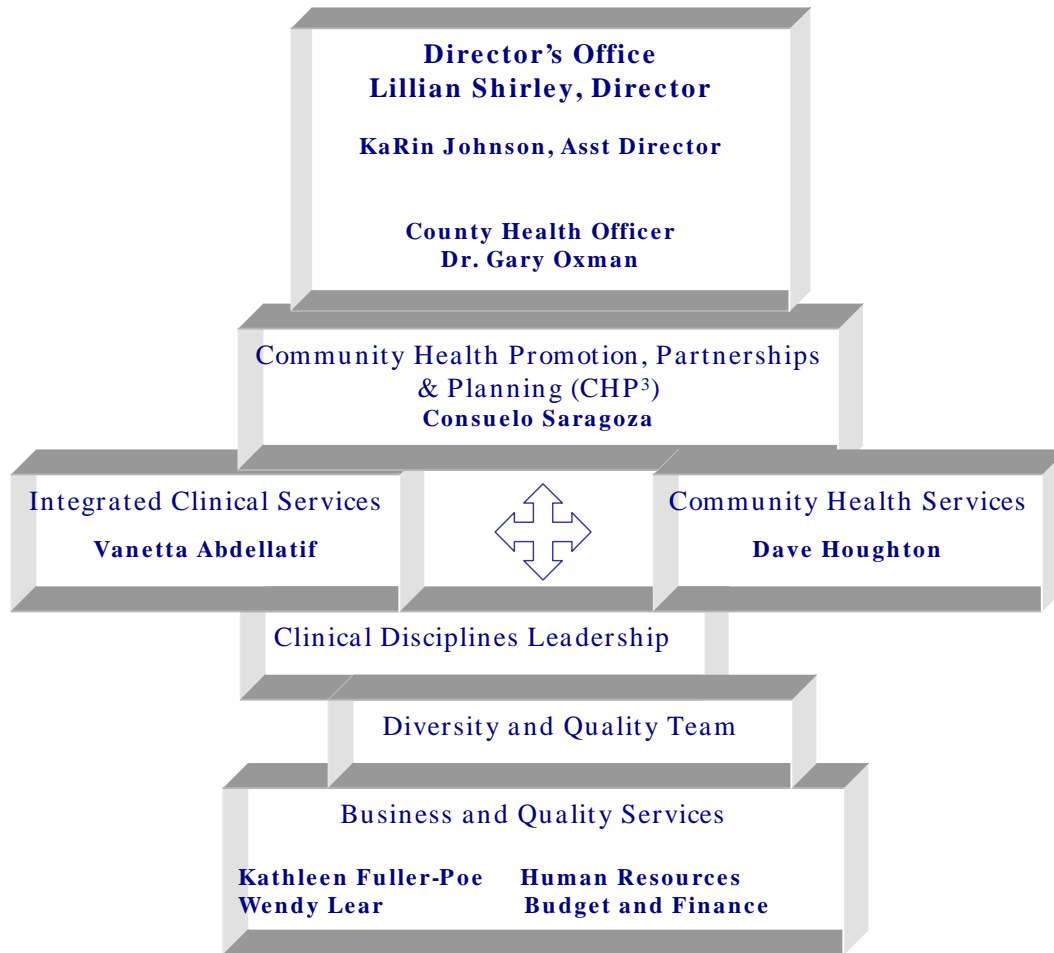 Director’s Office
Lillian Shirley, Director
KaRin Johnson, Asst Director
County Health Officer
Dr. Gary Oxman
Community Health Promotion, Partnerships
& Planning (CHP³)
Consuelo Saragoza
Integrated Clinical Services
Vanetta Abdellatif
Community Health Services
Dave Houghton
Clinical Disciplines Leadership
Diversity and Quality Team
Business and Quality Services
Kathleen Fuller-Poe Human Resources
Wendy Lear Budget and Finance